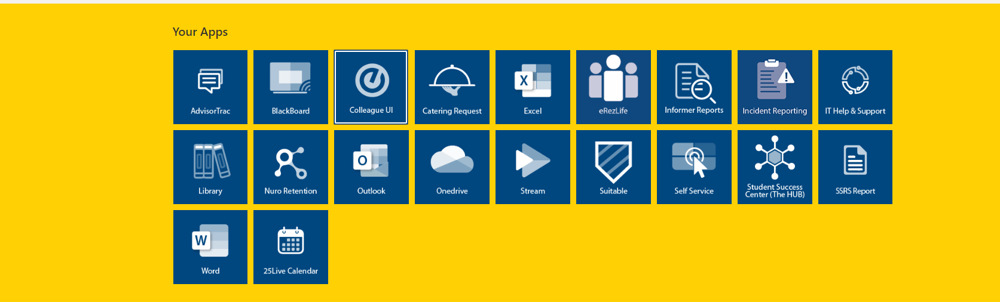 Your Apps
AdvisorTrac
BlackBoard
Colleague UI
Catering Request
X
Excel
eRezLife
Informer Reports
!
Incident Reporting
IT Help & Support
Library
Nuro Retention
O
Outlook
Onedrive
Stream
Suitable
Self Service
Student Success
Center (The HUB)
SSRS Report
W
Word
25Live Calendar